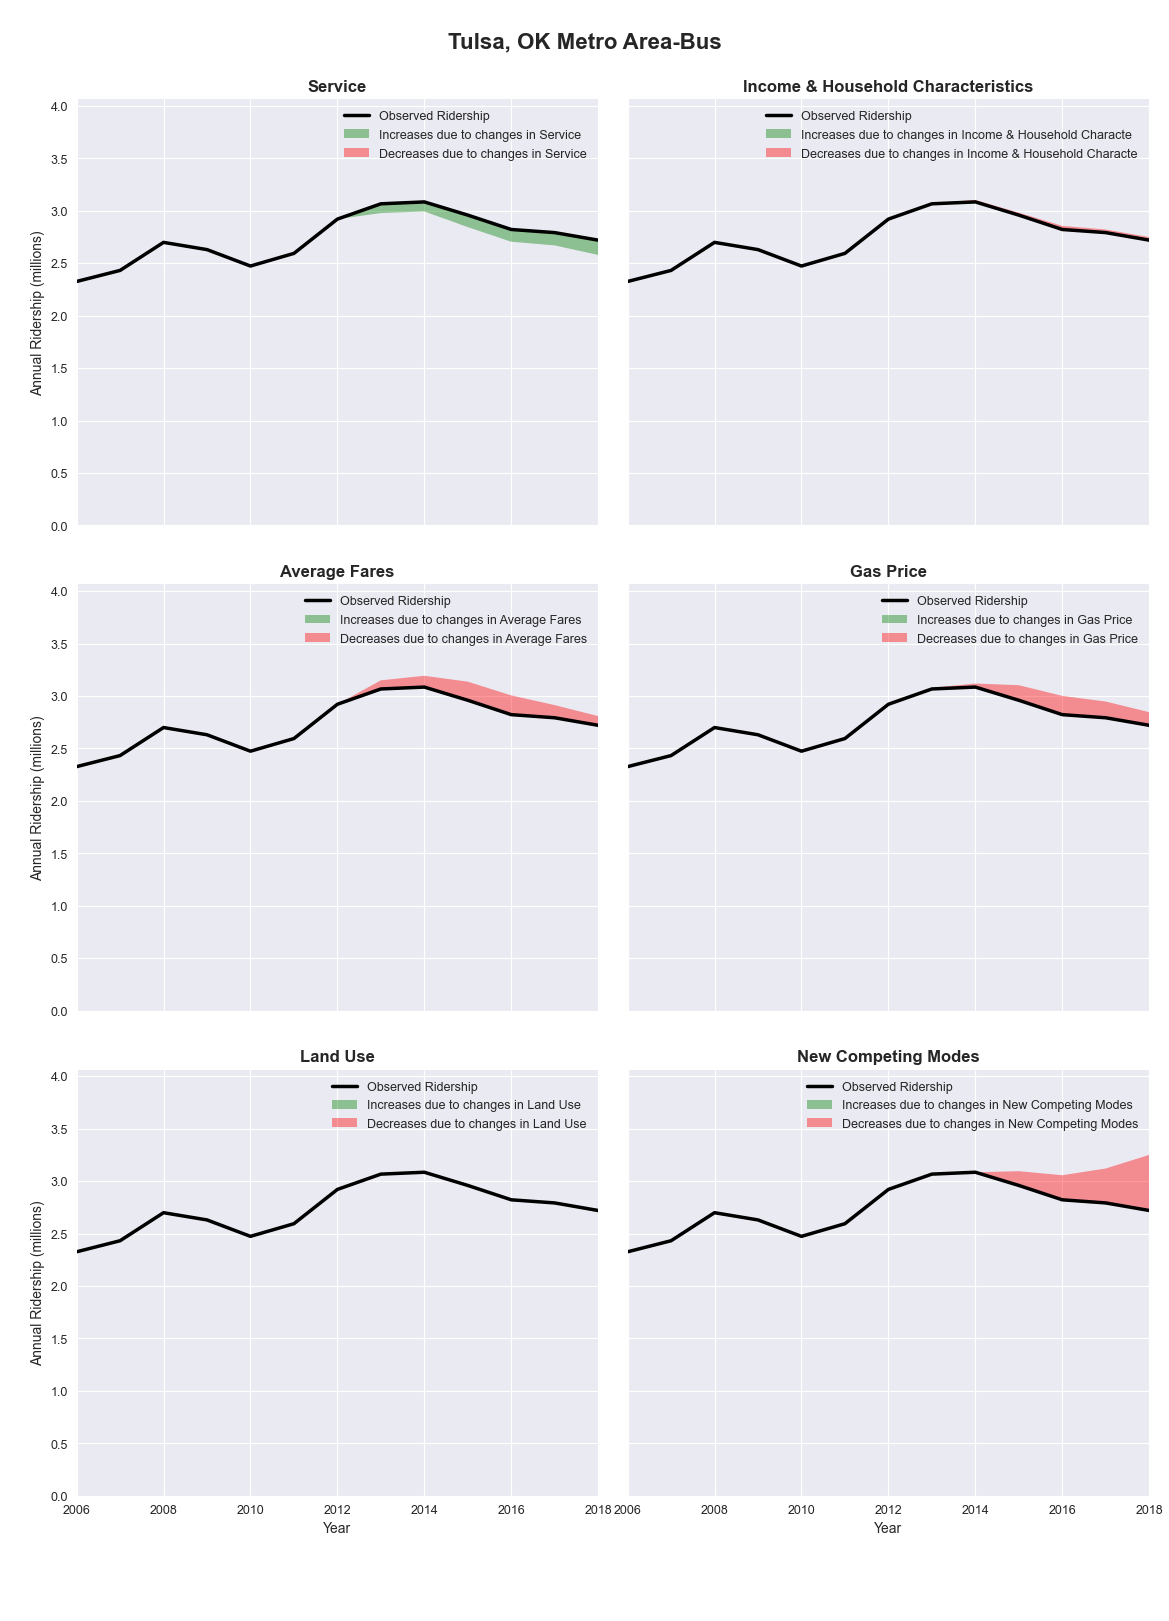 Tulsa, OK Metro Area-Bus
Service
Observed Ridership
Increases due to changes in Service
Decreases due to changes in Service
Annual Ridership (millions)
4.0
3.5
3.0
2.5
2.0
1.5
1.0
0.5
0.0
Income & Household Characteristics
Observed Ridership
Increases due to changes in Income & Household Characte
Decreases due to changes in Income & Household Characte
Average Fares
Observed Ridership
Increases due to changes in Average Fares
Decreases due to changes in Average Fares
Annual Ridership (millions)
4.0
3.5
3.0
2.5
2.0
1.5
1.0
0.5
0.0
Gas Price
Observed Ridership
Increases due to changes in Gas Price
Decreases due to changes in Gas Price
Land Use
Observed Ridership
Increases due to changes in Land Use
Decreases due to changes in Land Use
Annual Ridership (millions)
4.0
3.5
3.0
2.5
2.0
1.5
1.0
0.5
0.0
2006 2008 2010 2012 2014 2016 2018
Year
New Competing Modes
Observed Ridership
Increases due to changes in New Competing Modes
Decreases due to changes in New Competing Modes
2006 2008 2010 2012 2014 2016 2018
Year